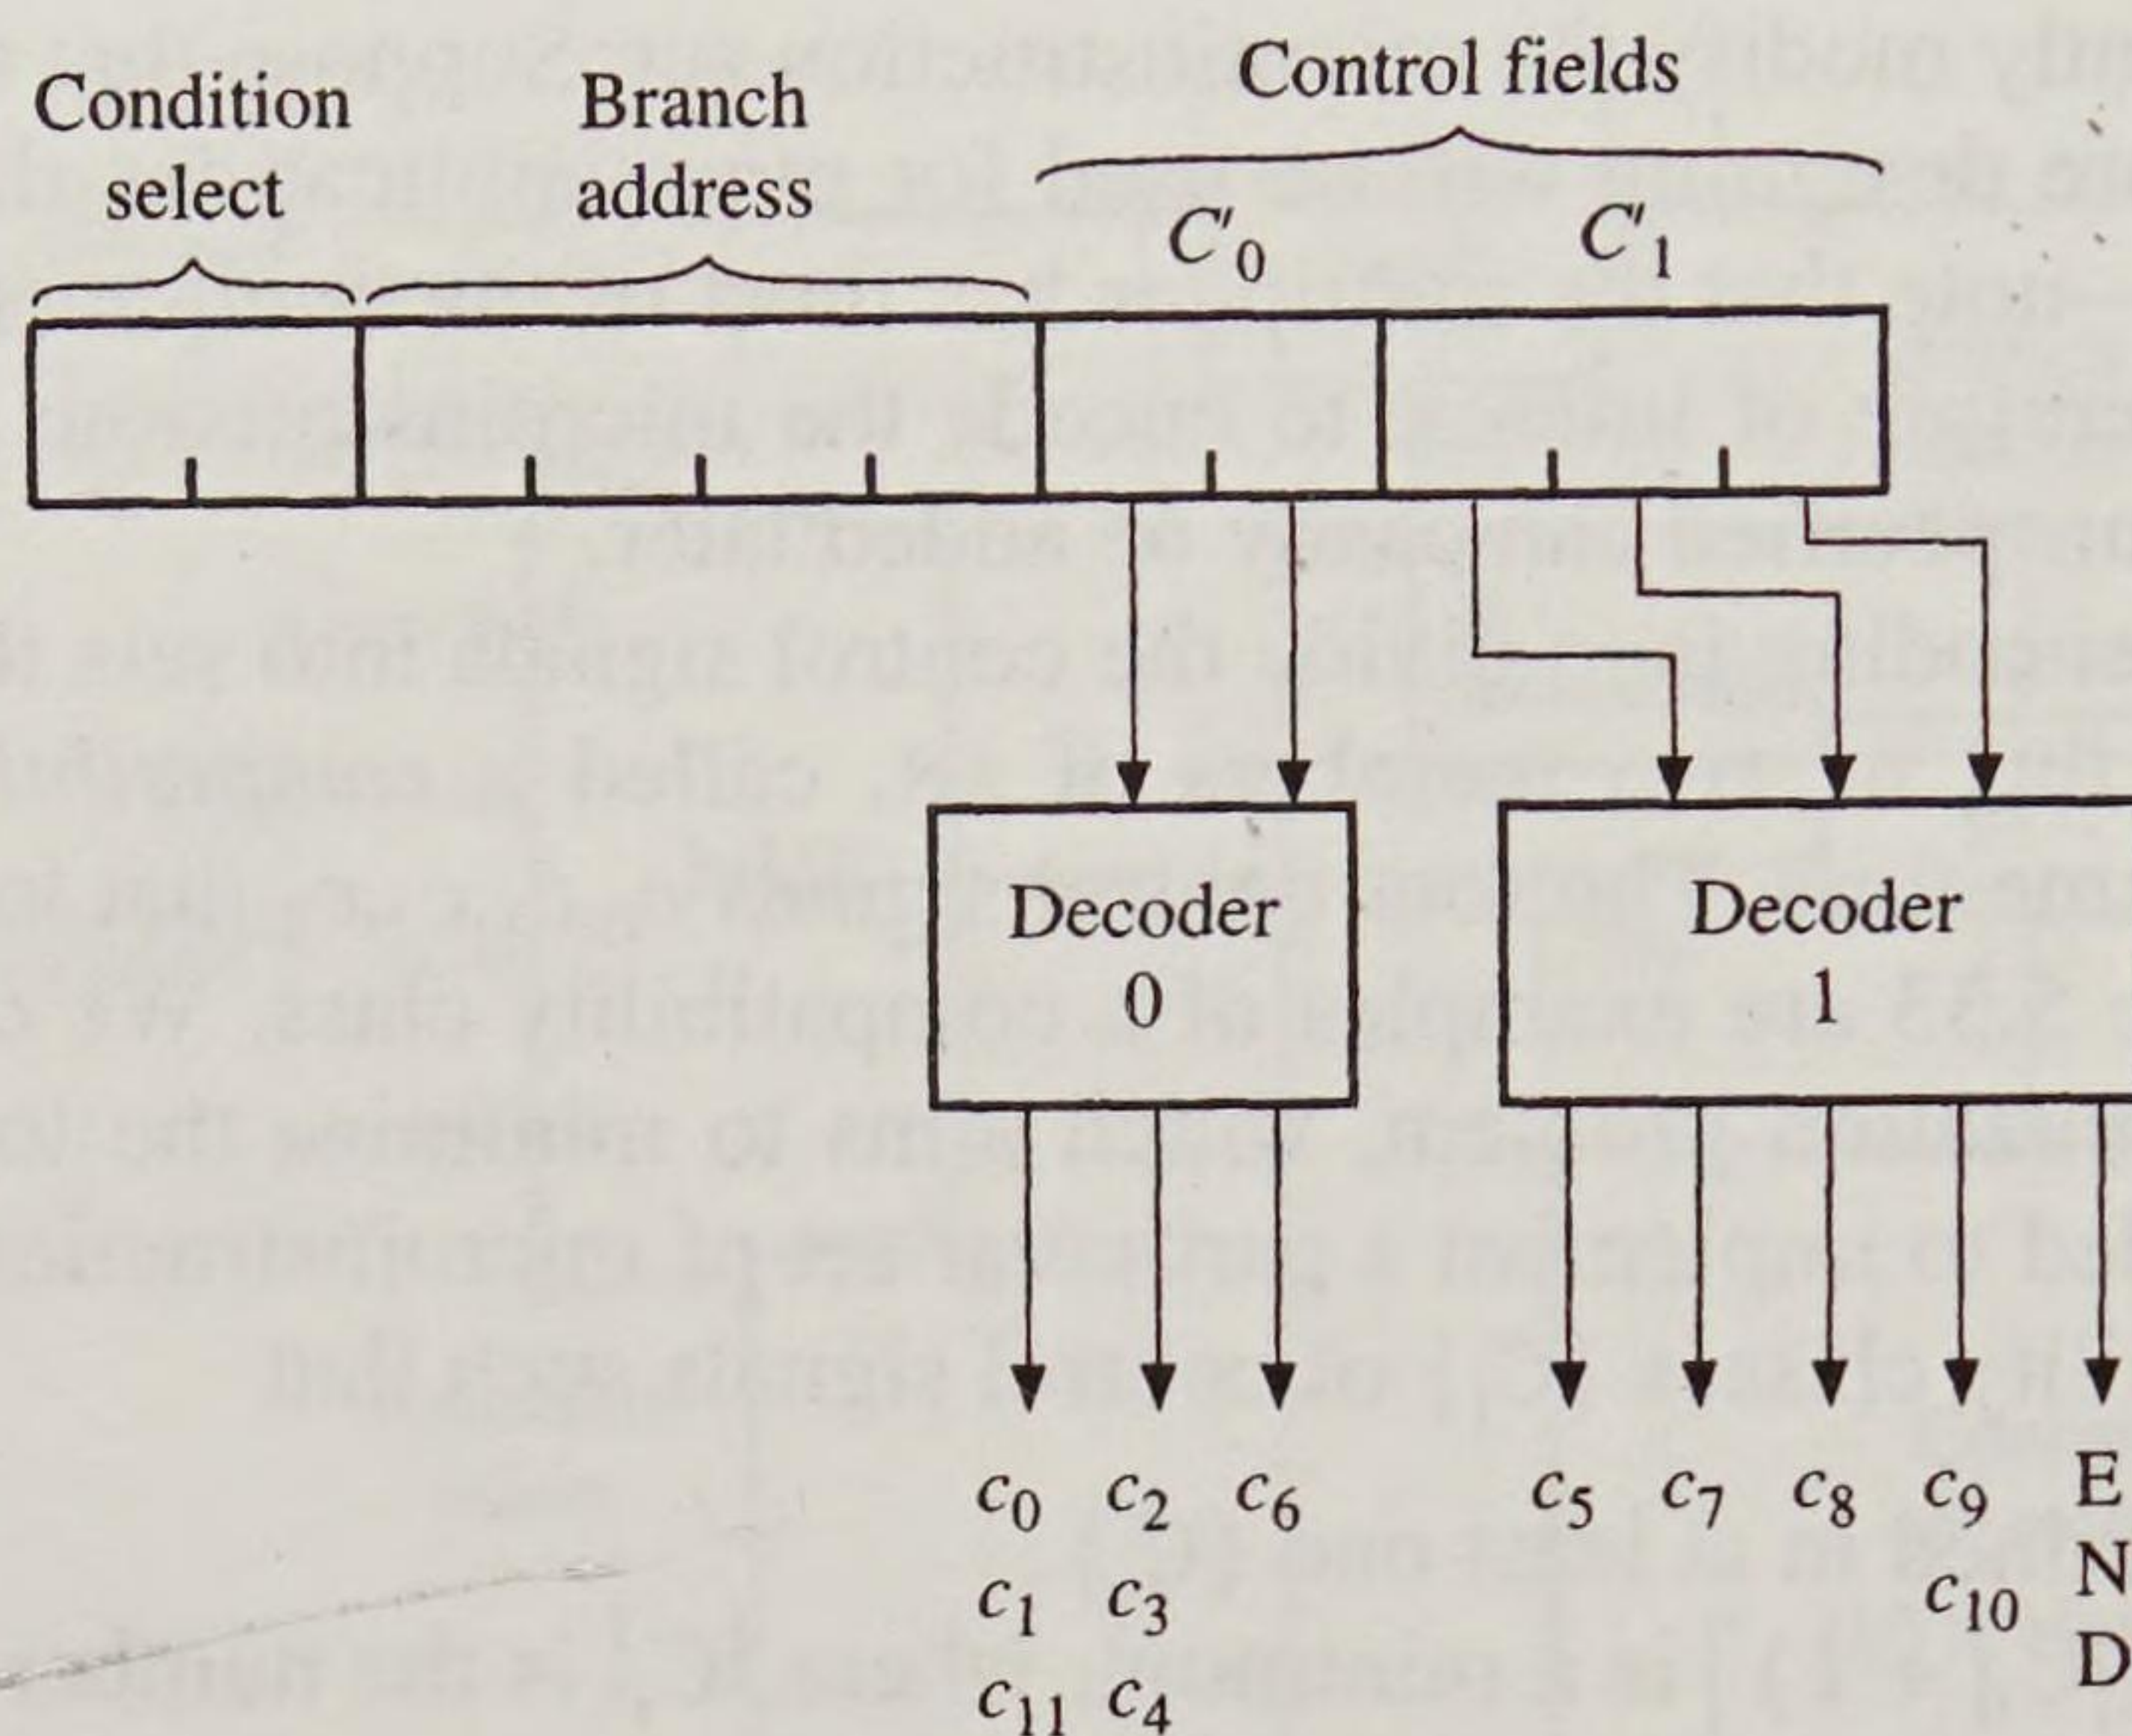 Control fields
Condition select
Branch address
C'0
C'1
Decoder 0
Decoder 1
c0 c2 c6 c5 c7 c8 c9 E
c1 c3 c10 N
c11 c4 D